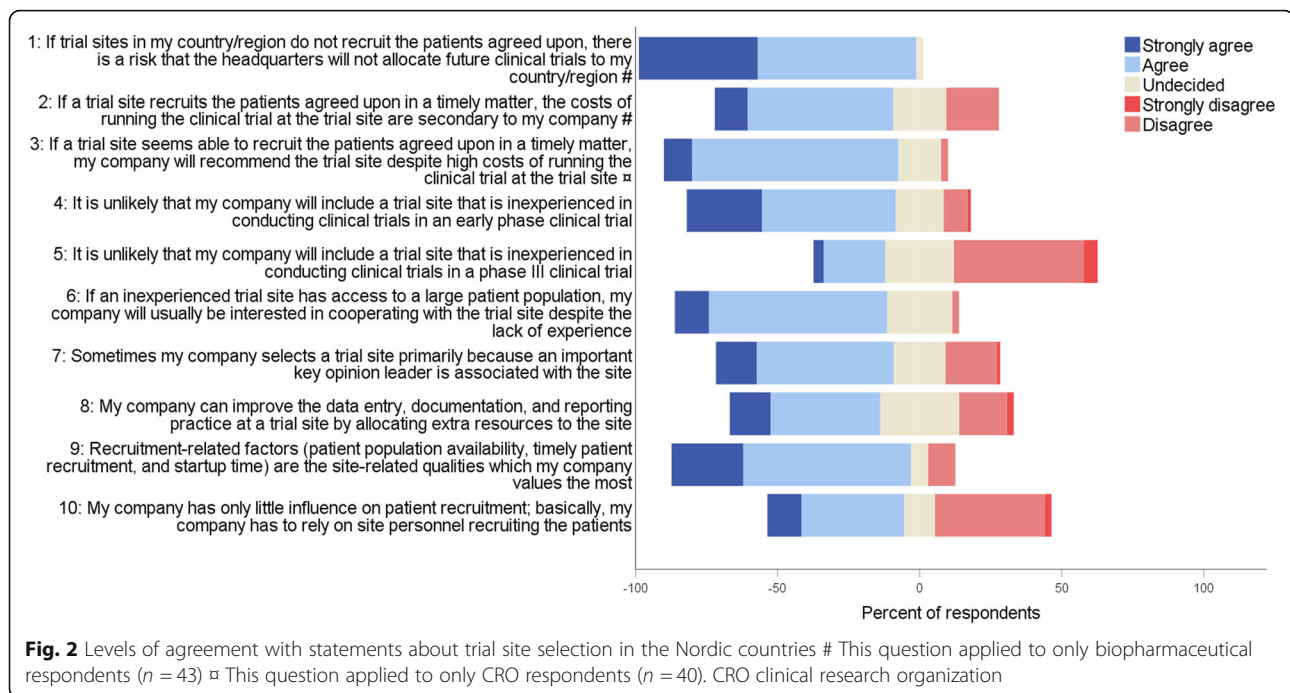 1: If trial sites in my country/region do not recruit the patients agreed upon, there
is a risk that the headquarters will not allocate future clinical trials to my
country/region #
2: If a trial site recruits the patients agreed upon in a timely matter, the costs of
running the clinical trial at the trial site are secondary to my company #
3: If a trial site seems able to recruit the patients agreed upon in a timely matter,
my company will recommend the trial site despite high costs of running the
clinical trial at the trial site ¤
4: It is unlikely that my company will include a trial site that is inexperienced in
conducting clinical trials in an early phase clinical trial
5: It is unlikely that my company will include a trial site that is inexperienced in
conducting clinical trials in a phase III clinical trial
6: If an inexperienced trial site has access to a large patient population, my
company will usually be interested in cooperating with the trial site despite the
lack of experience
7: Sometimes my company selects a trial site primarily because an important
key opinion leader is associated with the site
8: My company can improve the data entry, documentation, and reporting
practice at a trial site by allocating extra resources to the site
9: Recruitment-related factors (patient population availability, timely patient
recruitment, and startup time) are the site-related qualities which my company
values the most
10: My company has only little influence on patient recruitment; basically, my
company has to rely on site personnel recruiting the patients
Strongly agree
Agree
Undecided
Strongly disagree
Disagree
-100
-50
0
50
100
Percent of respondents
Fig. 2 Levels of agreement with statements about trial site selection in the Nordic countries # This question applied to only biopharmaceutical
respondents (n = 43) ¤ This question applied to only CRO respondents (n = 40). CRO clinical research organization